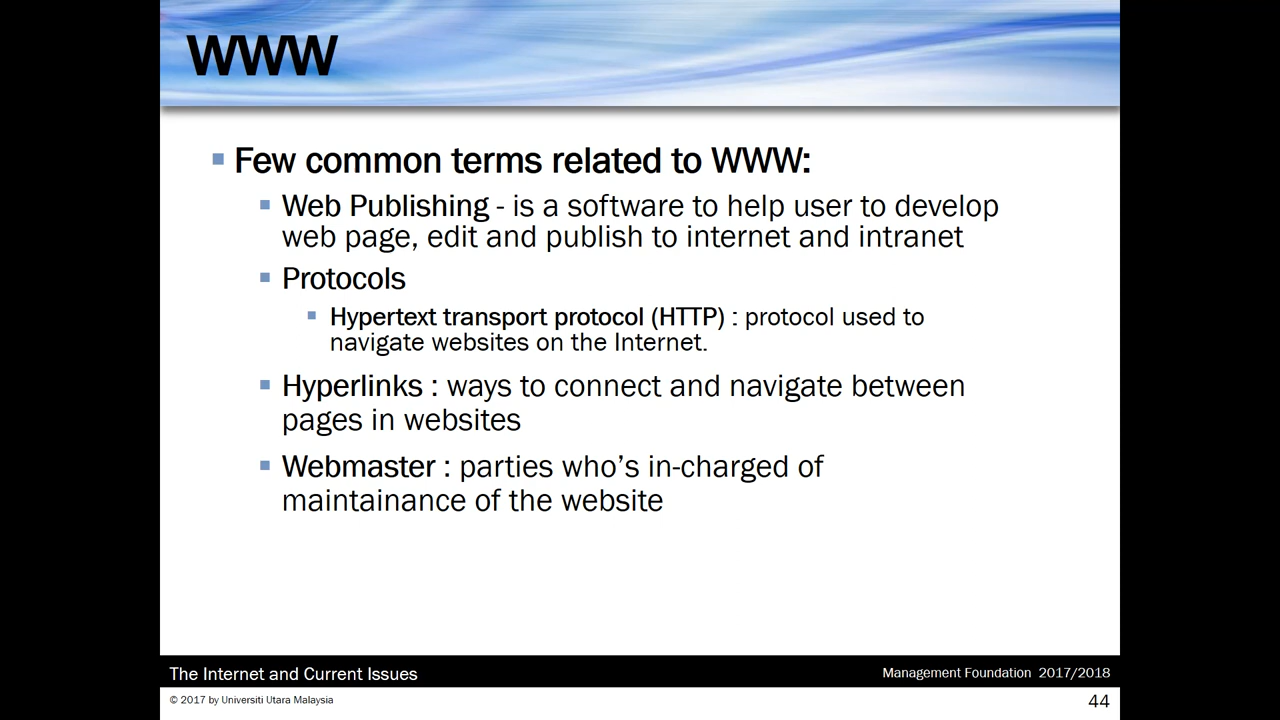 WWW
Few common terms related to WWW:
Web Publishing - is a software to help user to develop
web page, edit and publish to internet and intranet
Protocols
Hypertext transport protocol (HTTP) : protocol used to
navigate websites on the Internet.
Hyperlinks : ways to connect and navigate between
pages in websites
Webmaster : parties who's in-charged of
maintainance of the website
The Internet and Current Issues
Management Foundation 2017/2018
© 2017 by Universiti Utara Malaysia
44